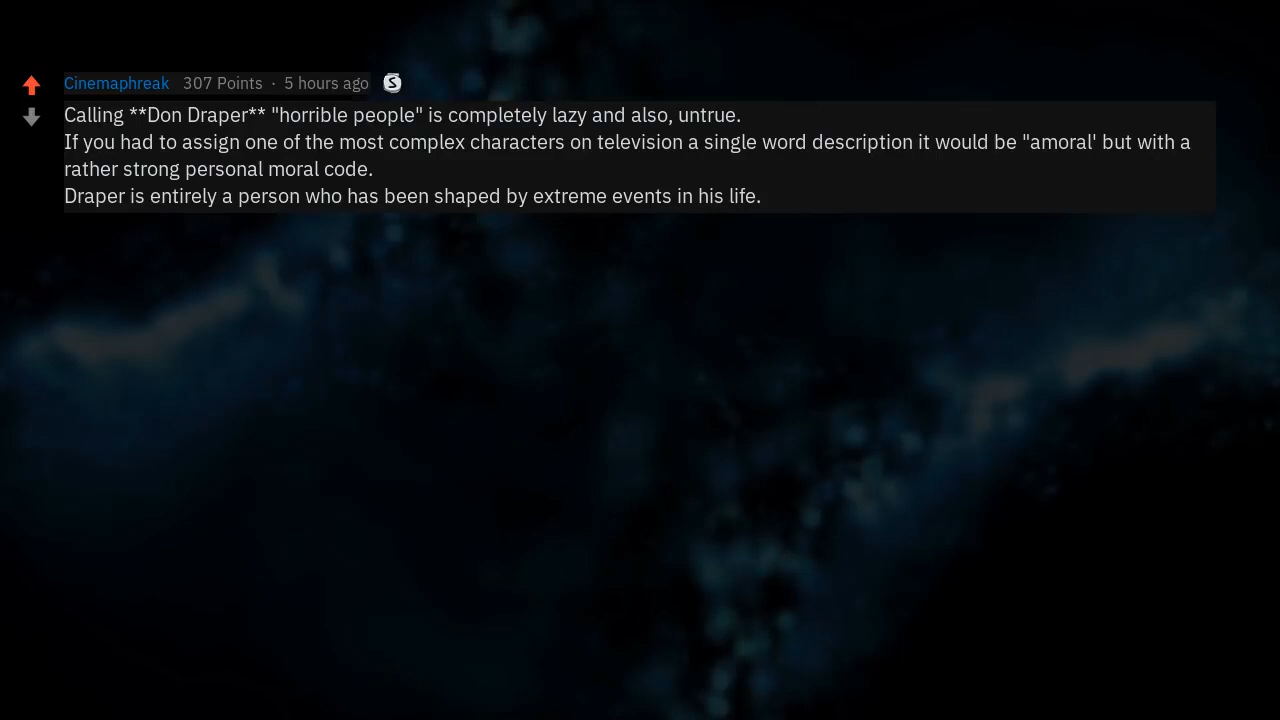 Cinemaphreak 307 Points · 5 hours ago S
Calling **Don Draper** "horrible people" is completely lazy and also, untrue.
If you had to assign one of the most complex characters on television a single word description it would be "amoral' but with a
rather strong personal moral code.
Draper is entirely a person who has been shaped by extreme events in his life.